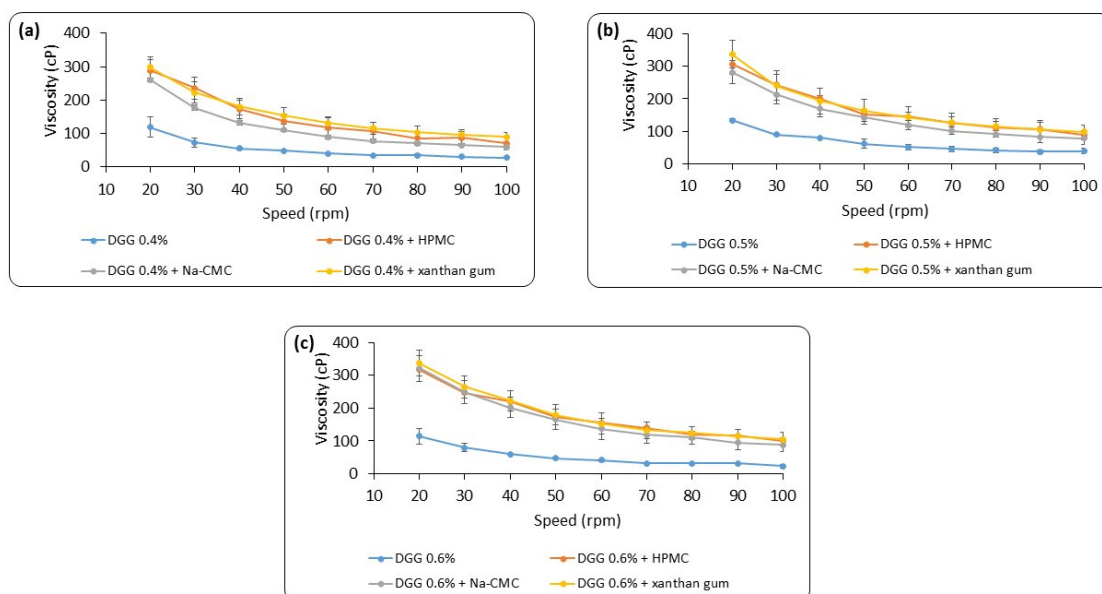 (a)
Viscosity (cP)
400
300
200
100
0
10 20 30 40 50 60 70 80 90 100
Speed (rpm)
DGG 0.4% DGG 0.4% + HPMC
DGG 0.4% + Na-CMC DGG 0.4% + xanthan gum
(b)
Viscosity (cP)
400
300
200
100
0
10 20 30 40 50 60 70 80 90 100
Speed (rpm)
DGG 0.5% DGG 0.5% + HPMC
DGG 0.5% + Na-CMC DGG 0.5% + xanthan gum
(c)
Viscosity (cP)
400
300
200
100
0
10 20 30 40 50 60 70 80 90 100
Speed (rpm)
DGG 0.6% DGG 0.6% + HPMC
DGG 0.6% + Na-CMC DGG 0.6% + xanthan gum